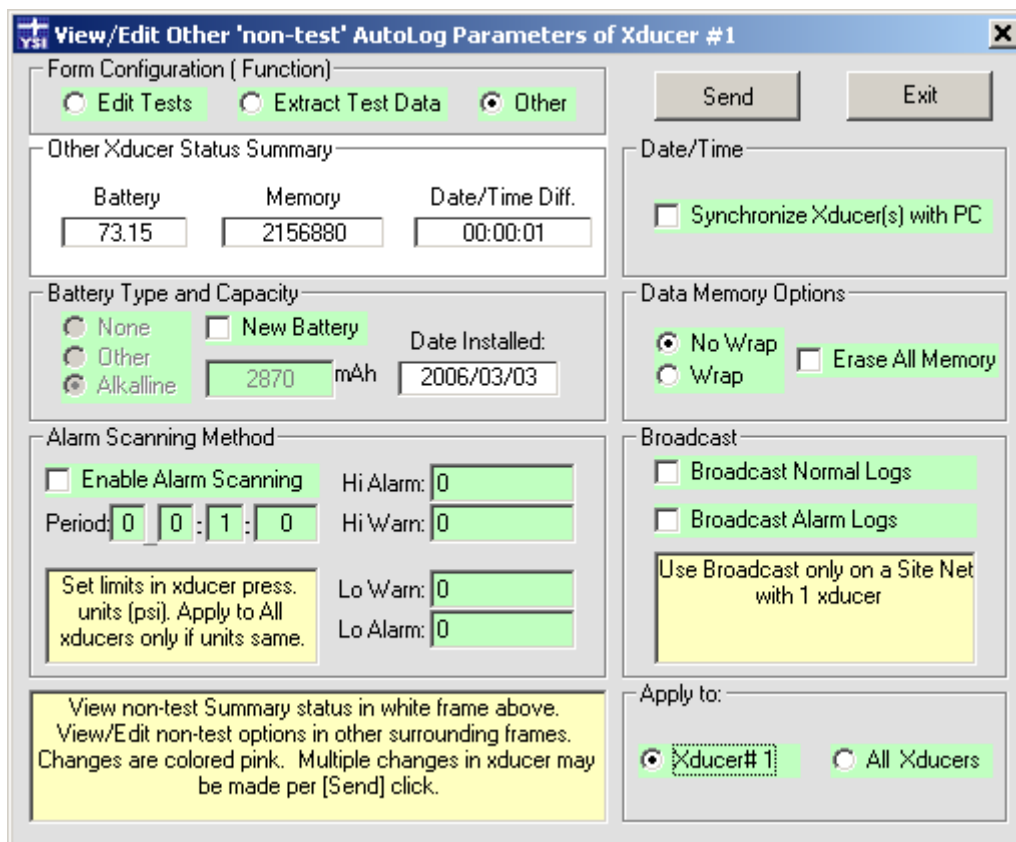 YSI View/Edit Other 'non-test' AutoLog Parameters of Xducer #1
Form Configuration ( Function)
Edit Tests Extract Test Data Other
Send Exit
Other Xducer Status Summary
Battery Memory Date/Time Diff.
73.15 2156880 00:00:01
Date/Time
Synchronize Xducer(s) with PC
Battery Type and Capacity
None
Other
Alkalline
New Battery
2870 mAh
Date Installed:
2006/03/03
Data Memory Options
No Wrap
Wrap
Erase All Memory
Alarm Scanning Method
Enable Alarm Scanning
Period: 0 _ 0 : 1 : 0
Hi Alarm: 0
Hi Warn: 0
Set limits in xducer press.
units (psi). Apply to All
xducers only if units same.
Lo Warn: 0
Lo Alarm: 0
Broadcast
Broadcast Normal Logs
Broadcast Alarm Logs
Use Broadcast only on a Site Net
with 1 xducer
View non-test Summary status in white frame above.
View/Edit non-test options in other surrounding frames.
Changes are colored pink. Multiple changes in xducer may
be made per [Send] click.
Apply to:
Xducer# 1 All Xducers